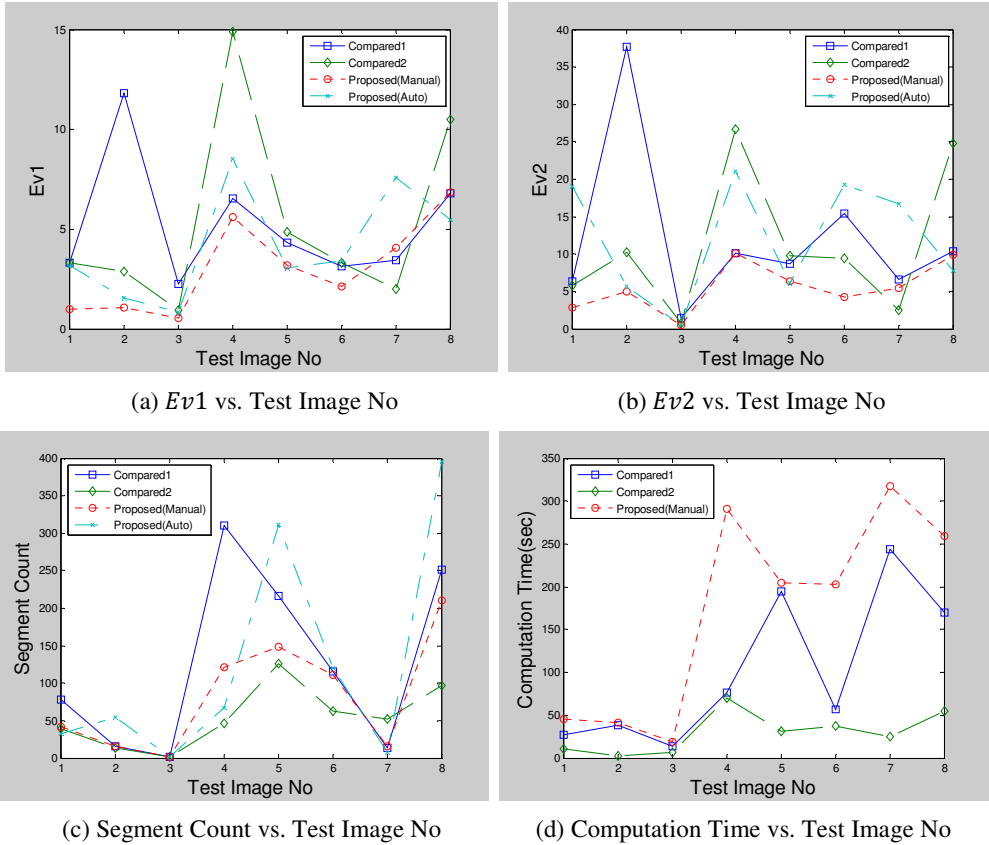 15
10
5
0
Ev1
1 2 3 4 5 6 7 8
Test Image No
Compared1
Compared2
Proposed(Manual)
Proposed(Auto)
(a) Ev1 vs. Test Image No
40
35
30
25
20
15
10
5
0
Ev2
1 2 3 4 5 6 7 8
Test Image No
Compared1
Compared2
Proposed(Manual)
Proposed(Auto)
(b) Ev2 vs. Test Image No
400
350
300
250
200
150
100
50
0
Segment Count
1 2 3 4 5 6 7 8
Test Image No
Compared1
Compared2
Proposed(Manual)
Proposed(Auto)
(c) Segment Count vs. Test Image No
350
300
250
200
150
100
50
0
Computation Time(sec)
1 2 3 4 5 6 7 8
Test Image No
Compared1
Compared2
Proposed(Manual)
(d) Computation Time vs. Test Image No